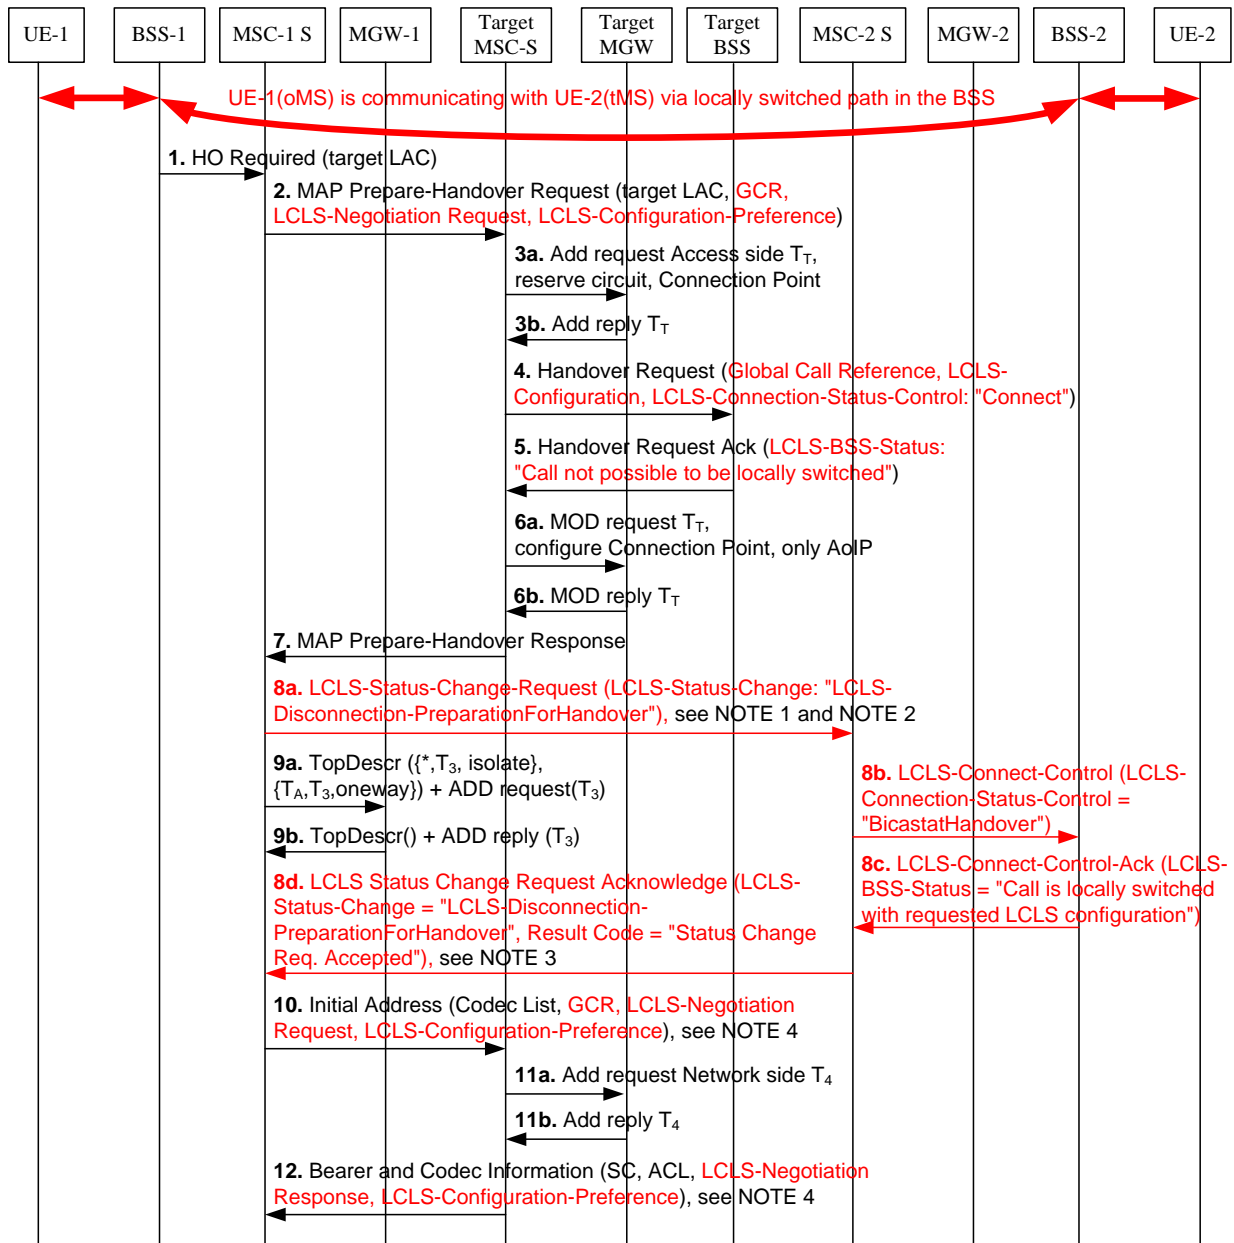 UE-1
BSS-1
MSC-1 S
MGW-1
Target
MSC-S
Target
MGW
Target
BSS
MSC-2 S
MGW-2
BSS-2
UE-2
UE-1(oMS) is communicating with UE-2(tMS) via locally switched path in the BSS
1. HO Required (target LAC)
2. MAP Prepare-Handover Request (target LAC, GCR,
LCLS-Negotiation Request, LCLS-Configuration-Preference)
3a. Add request Access side TT,
reserve circuit, Connection Point
3b. Add reply TT
4. Handover Request (Global Call Reference, LCLS-
Configuration, LCLS-Connection-Status-Control: "Connect")
5. Handover Request Ack (LCLS-BSS-Status:
"Call not possible to be locally switched")
6a. MOD request TT,
configure Connection Point, only AoIP
6b. MOD reply TT
7. MAP Prepare-Handover Response
8a. LCLS-Status-Change-Request (LCLS-Status-Change: "LCLS-
Disconnection-PreparationForHandover"), see NOTE 1 and NOTE 2
9a. TopDescr ({*,T3, isolate},
{TA,T3,oneway}) + ADD request(T3)
8b. LCLS-Connect-Control (LCLS-
Connection-Status-Control =
"BicastatHandover")
9b. TopDescr() + ADD reply (T3)
8c. LCLS-Connect-Control-Ack (LCLS-
BSS-Status = "Call is locally switched
with requested LCLS configuration")
8d. LCLS Status Change Request Acknowledge (LCLS-
Status-Change = "LCLS-Disconnection-
PreparationForHandover", Result Code = "Status Change
Req. Accepted"), see NOTE 3
10. Initial Address (Codec List, GCR, LCLS-Negotiation
Request, LCLS-Configuration-Preference), see NOTE 4
11a. Add request Network side T4
11b. Add reply T4
12. Bearer and Codec Information (SC, ACL, LCLS-Negotiation
Response, LCLS-Configuration-Preference), see NOTE 4